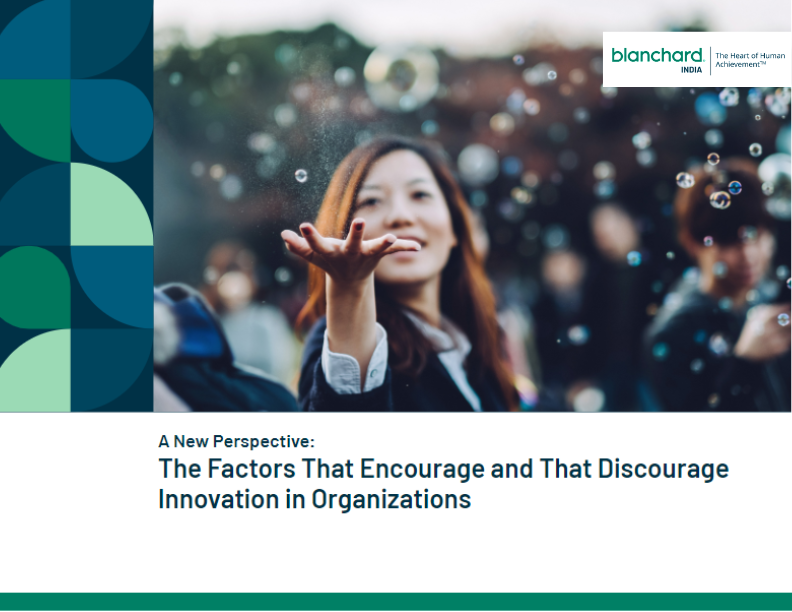 blanchard.
INDIA
The Heart of Human
Achievement™
A New Perspective:
The Factors That Encourage and That Discourage
Innovation in Organizations